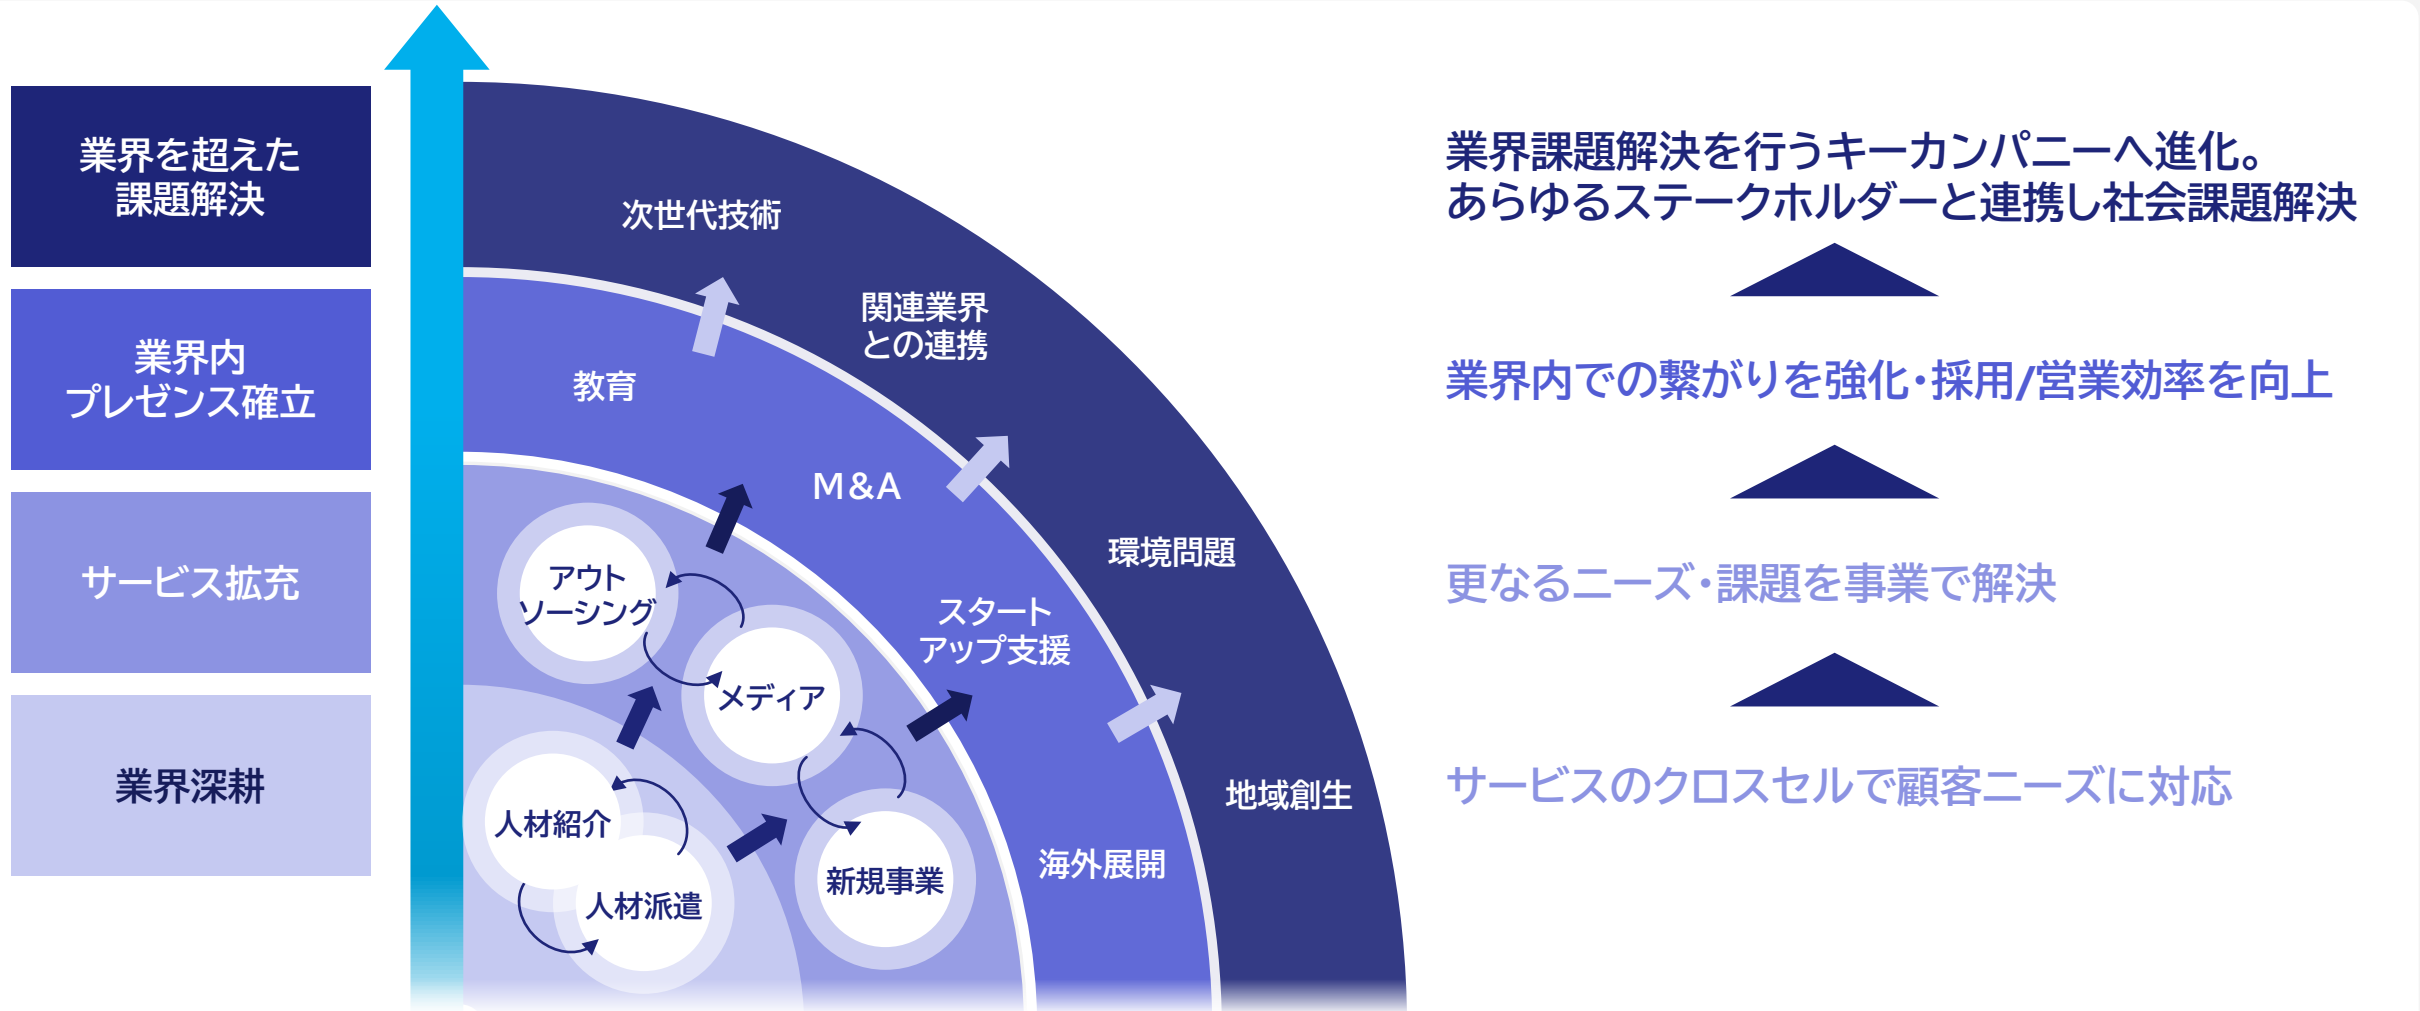 業界を超えた
課題解決
業界内
プレゼンス確立
サービス拡充
業界深耕
次世代技術
関連業界
との連携
環境問題
地域創生
教育
M&A
スタート
アップ支援
海外展開
アウト
ソーシング
メディア
新規事業
人材紹介
人材派遣
業界課題解決を行うキーカンパニーへ進化。
あらゆるステークホルダーと連携し社会課題解決
業界内での繋がりを強化・採用/営業効率を向上
更なるニーズ・課題を事業で解決
サービスのクロスセルで顧客ニーズに対応